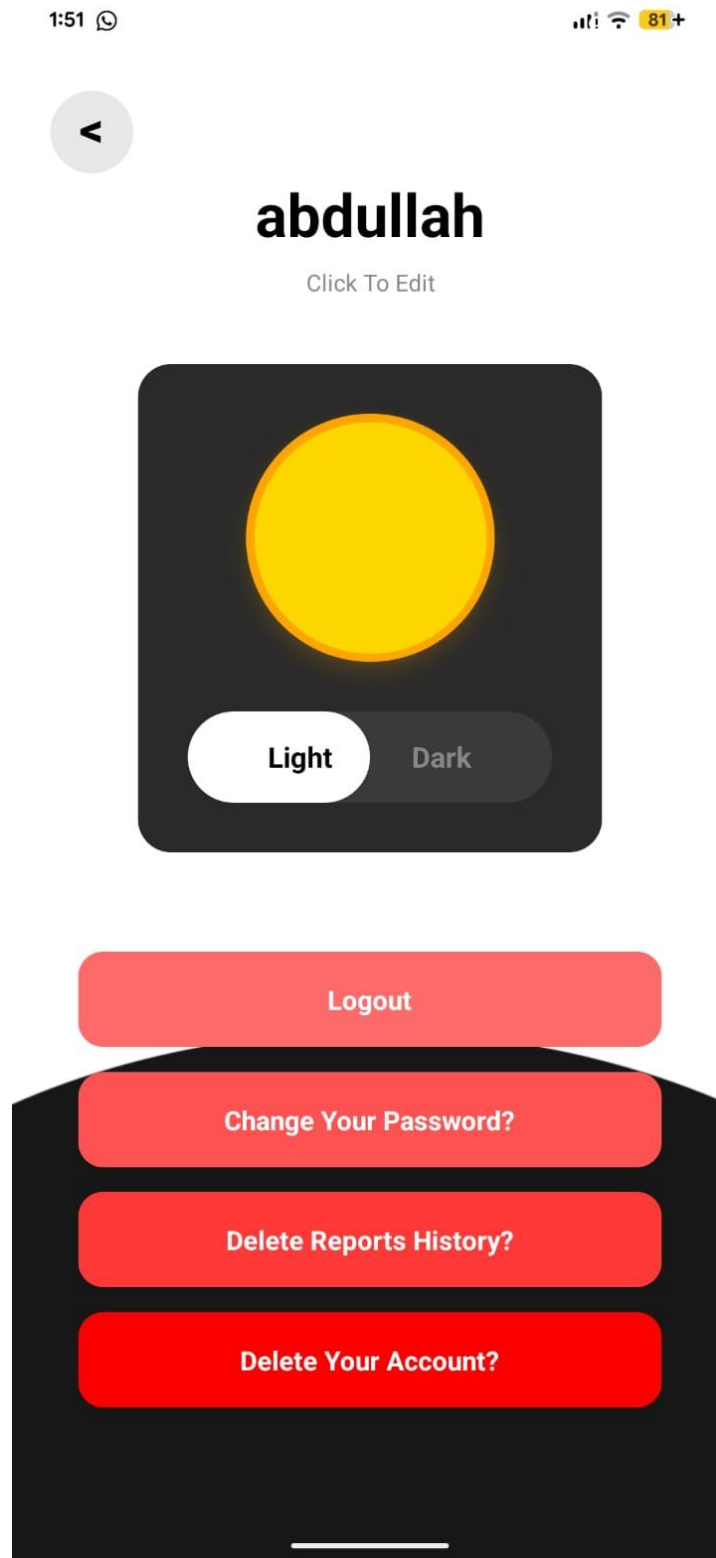 1:51
81+
<
abdullah
Click To Edit
Light Dark
Logout
Change Your Password?
Delete Reports History?
Delete Your Account?